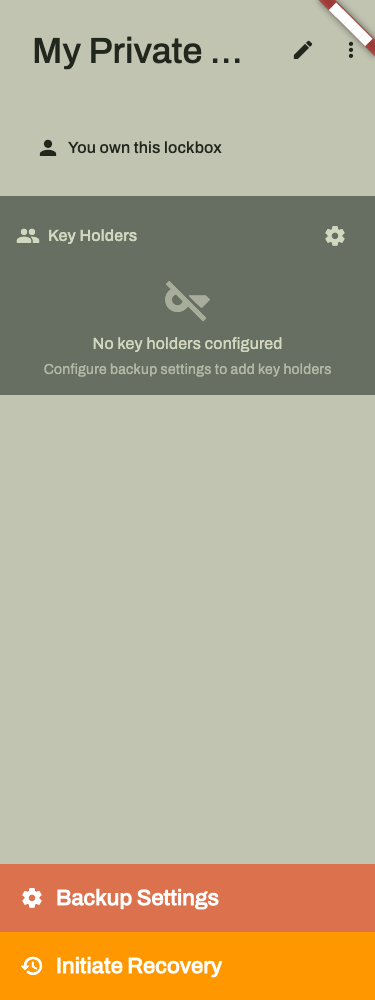 My Private ...
You own this lockbox
Key Holders
No key holders configured
Configure backup settings to add key holders
Backup Settings
Initiate Recovery